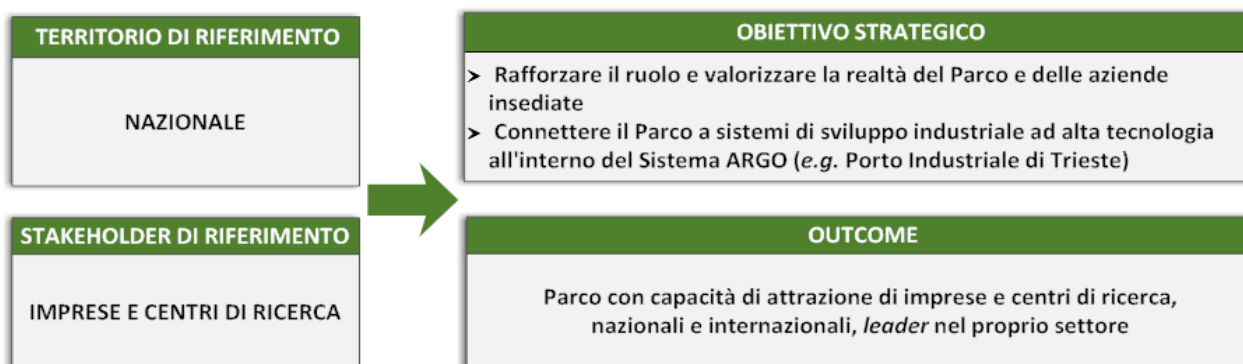 TERRITORIO DI RIFERIMENTO
NAZIONALE
STAKEHOLDER DI RIFERIMENTO
IMPRESE E CENTRI DI RICERCA
OBIETTIVO STRATEGICO
➤ Rafforzare il ruolo e valorizzare la realtà del Parco e delle aziende
insediate
➤ Connettere il Parco a sistemi di sviluppo industriale ad alta tecnologia
all'interno del Sistema ARGO (e.g. Porto Industriale di Trieste)
OUTCOME
Parco con capacità di attrazione di imprese e centri di ricerca,
nazionali e internazionali, leader nel proprio settore